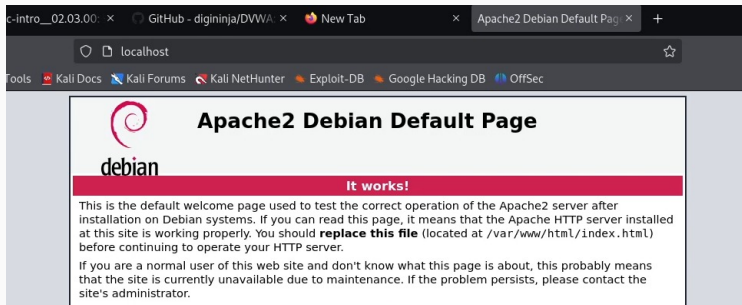 c-intro__02.03.00: GitHub - digininja/DVWA: New Tab Apache2 Debian Default Pag
localhost
Tools Kali Docs Kali Forums Kali NetHunter Exploit-DB Google Hacking DB OffSec
Apache2 Debian Default Page
debian
It works!
This is the default welcome page used to test the correct operation of the Apache2 server after
installation on Debian systems. If you can read this page, it means that the Apache HTTP server installed
at this site is working properly. You should replace this file (located at /var/www/html/index.html)
before continuing to operate your HTTP server.
If you are a normal user of this web site and don't know what this page is about, this probably means
that the site is currently unavailable due to maintenance. If the problem persists, please contact the
site's administrator.